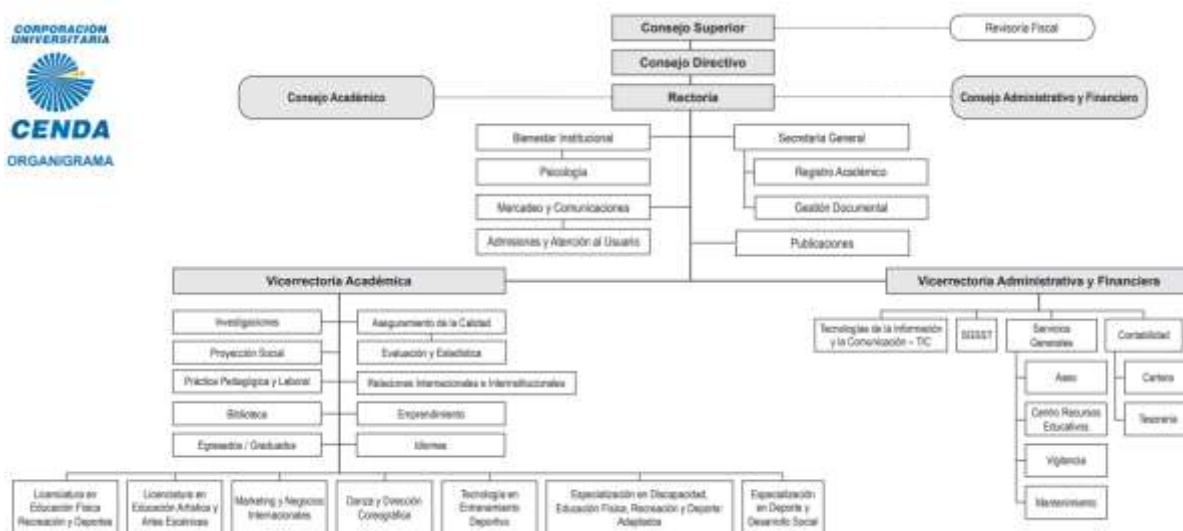 CORPORACIÓN
UNIVERSITARIA
CENDA
ORGANIGRAMA
Consejo Superior
Revisoría Fiscal
Consejo Directivo
Consejo Académico
Rectoría
Consejo Administrativo y Financiero
Bienestar Institucional
Secretaría General
Psicología
Registro Académico
Mercadeo y Comunicaciones
Gestión Documental
Admisiones y Atención al Usuario
Publicaciones
Vicerrectoría Académica
Vicerrectoría Administrativa y Financiera
Investigaciones
Aseguramiento de la Calidad
Tecnologías de la Información
y la Comunicación – TIC
SGSST
Servicios
Generales
Contabilidad
Proyección Social
Evaluación y Estadística
Práctica Pedagógica y Laboral
Relaciones Internacionales e Interinstitucionales
Aseo
Cartera
Biblioteca
Emprendimiento
Centro Recursos
Educativos
Tesorería
Egresados / Graduados
Idiomas
Vigilancia
Mantenimiento
Licenciatura en
Educación Física
Recreación y Deportes
Licenciatura en
Educación Artística y
Artes Escénicas
Marketing y Negocios
Internacionales
Danza y Dirección
Coreográfica
Tecnología en
Entrenamiento
Deportivo
Especialización en Discapacidad,
Educación Física, Recreación y Deporte
Adaptados
Especialización
en Deporte y
Desarrollo Social